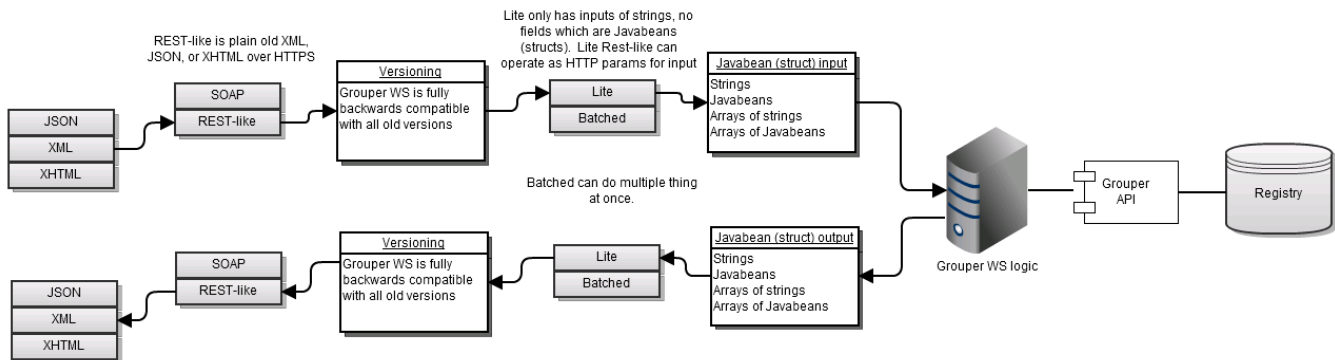 REST-like is plain old XML,
JSON, or XHTML over HTTPS
Lite only has inputs of strings, no
fields which are Javabeans
(structs).  Lite Rest-like can
operate as HTTP params for input
JSON
XML
XHTML
SOAP
REST-like
Versioning
Grouper WS is fully
backwards compatible
with all old versions
Lite
Batched
Javabean (struct) input
Strings
Javabeans
Arrays of strings
Arrays of Javabeans
Batched can do multiple thing
at once.
Grouper WS logic
Grouper
API
Registry
Javabean (struct) output
Strings
Javabeans
Arrays of strings
Arrays of Javabeans
Lite
Batched
Versioning
Grouper WS is fully
backwards compatible
with all old versions
SOAP
REST-like
JSON
XML
XHTML